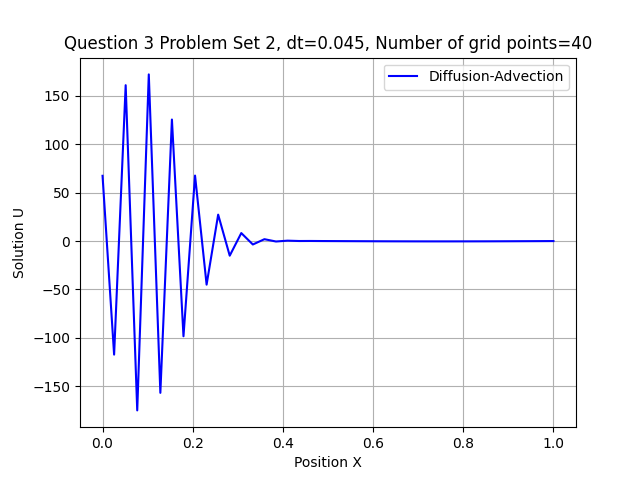 Question 3 Problem Set 2, dt=0.045, Number of grid points=40
Diffusion-Advection
150
100
50
0
−50
−100
−150
Solution U
0.0 0.2 0.4 0.6 0.8 1.0
Position X